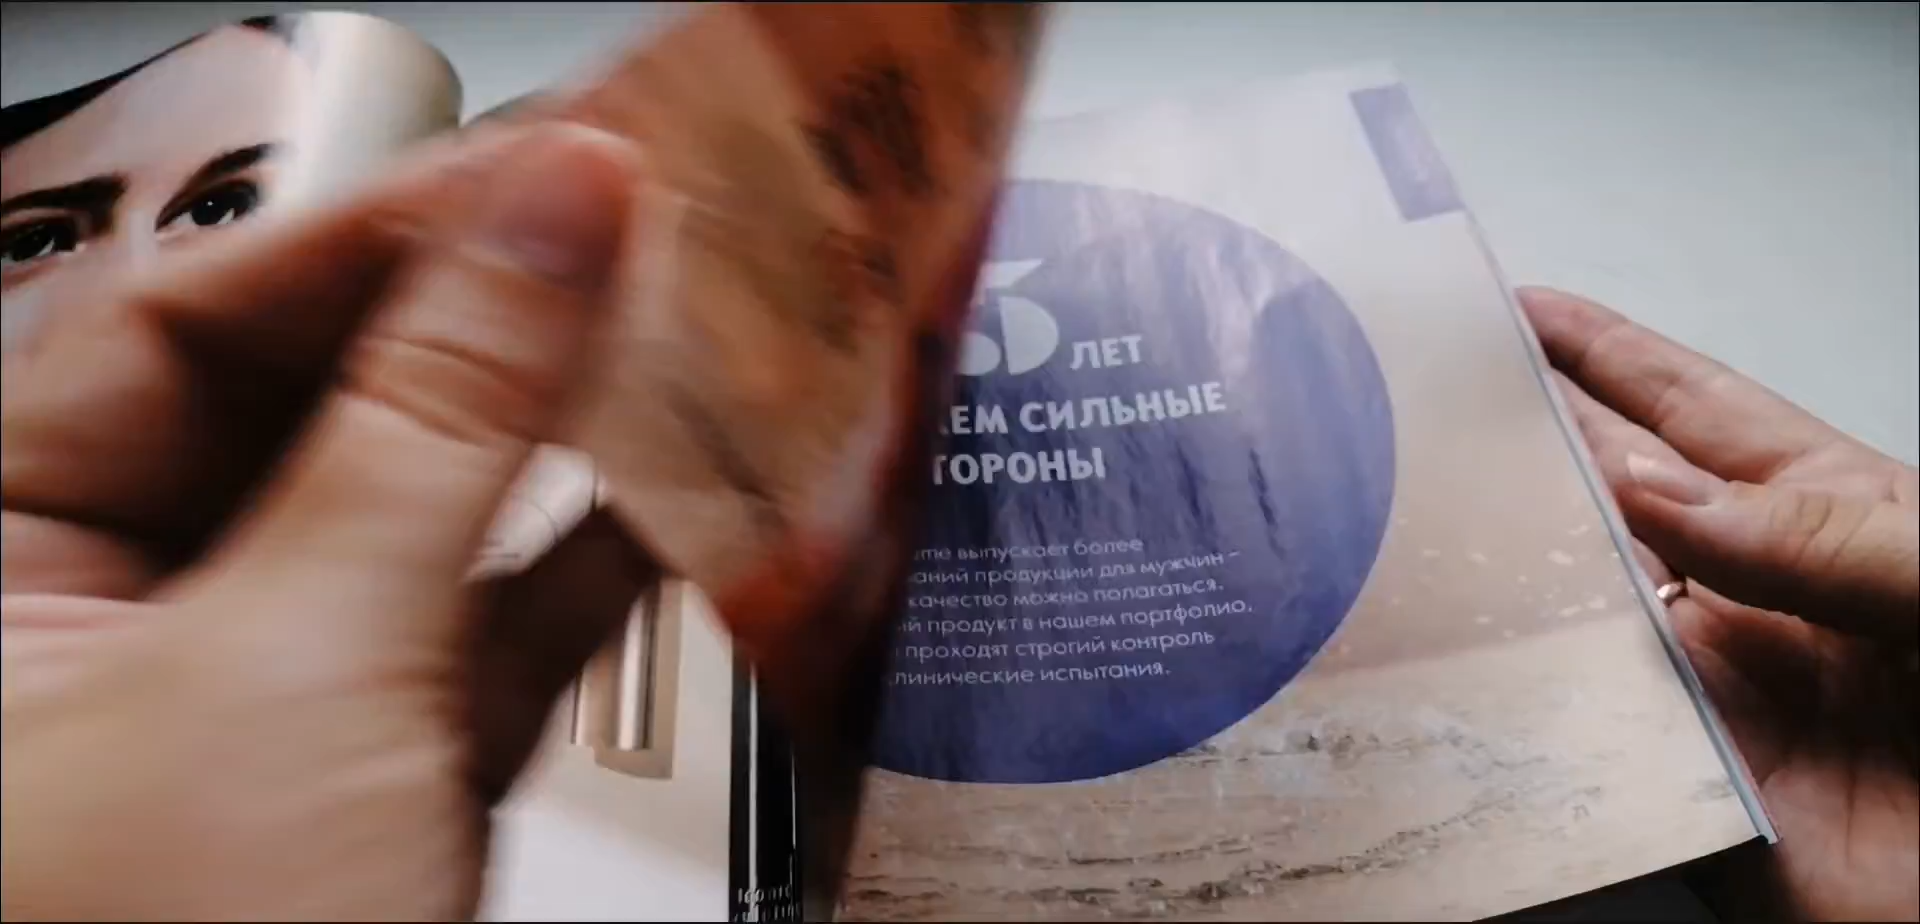 5 ЛЕТ
ЕМ СИЛЬНЫЕ
ТОРОНЫ
me выпускает более
аний продукции для мужчин –
качество можно полагаться.
й продукт в нашем портфолио,
проходят строгий контроль
линические испытания.